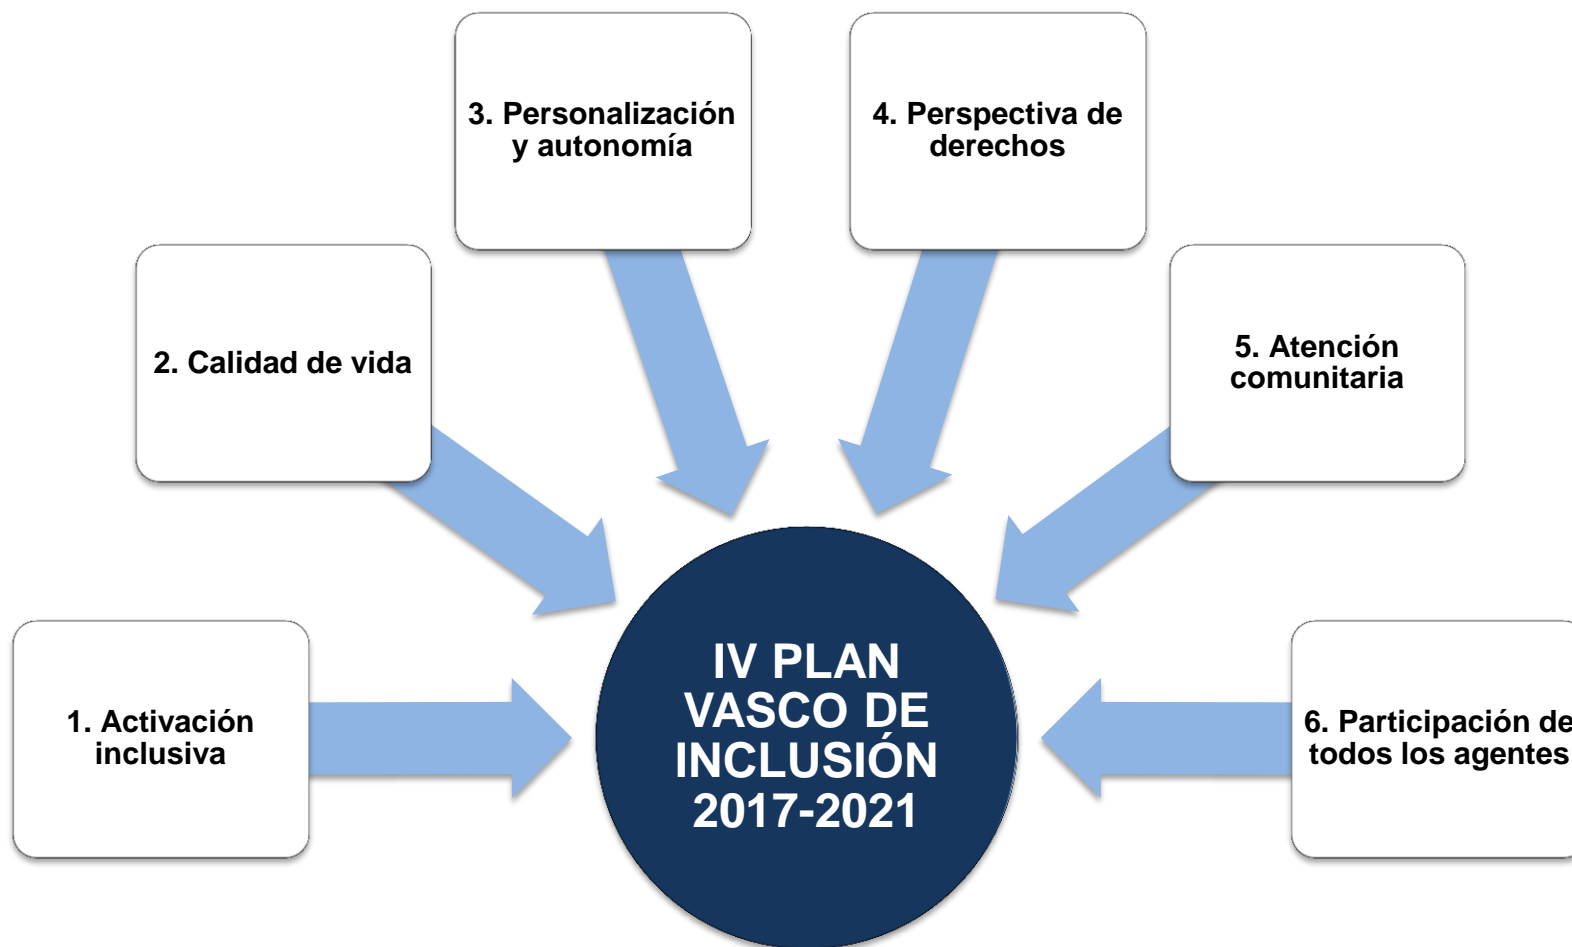 1. Activación
inclusiva
2. Calidad de vida
3. Personalización
y autonomía
4. Perspectiva de
derechos
5. Atención
comunitaria
6. Participación de
todos los agentes
IV PLAN
VASCO DE
INCLUSIÓN
2017-2021